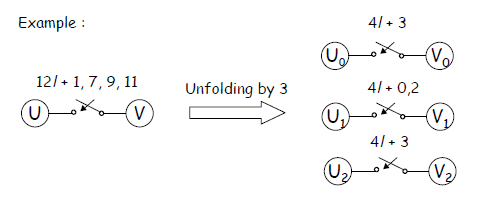 Example :
12l + 1, 7, 9, 11
U V
Unfolding by 3
4l + 3
U0 V0
4l + 0,2
U1 V1
4l + 3
U2 V2